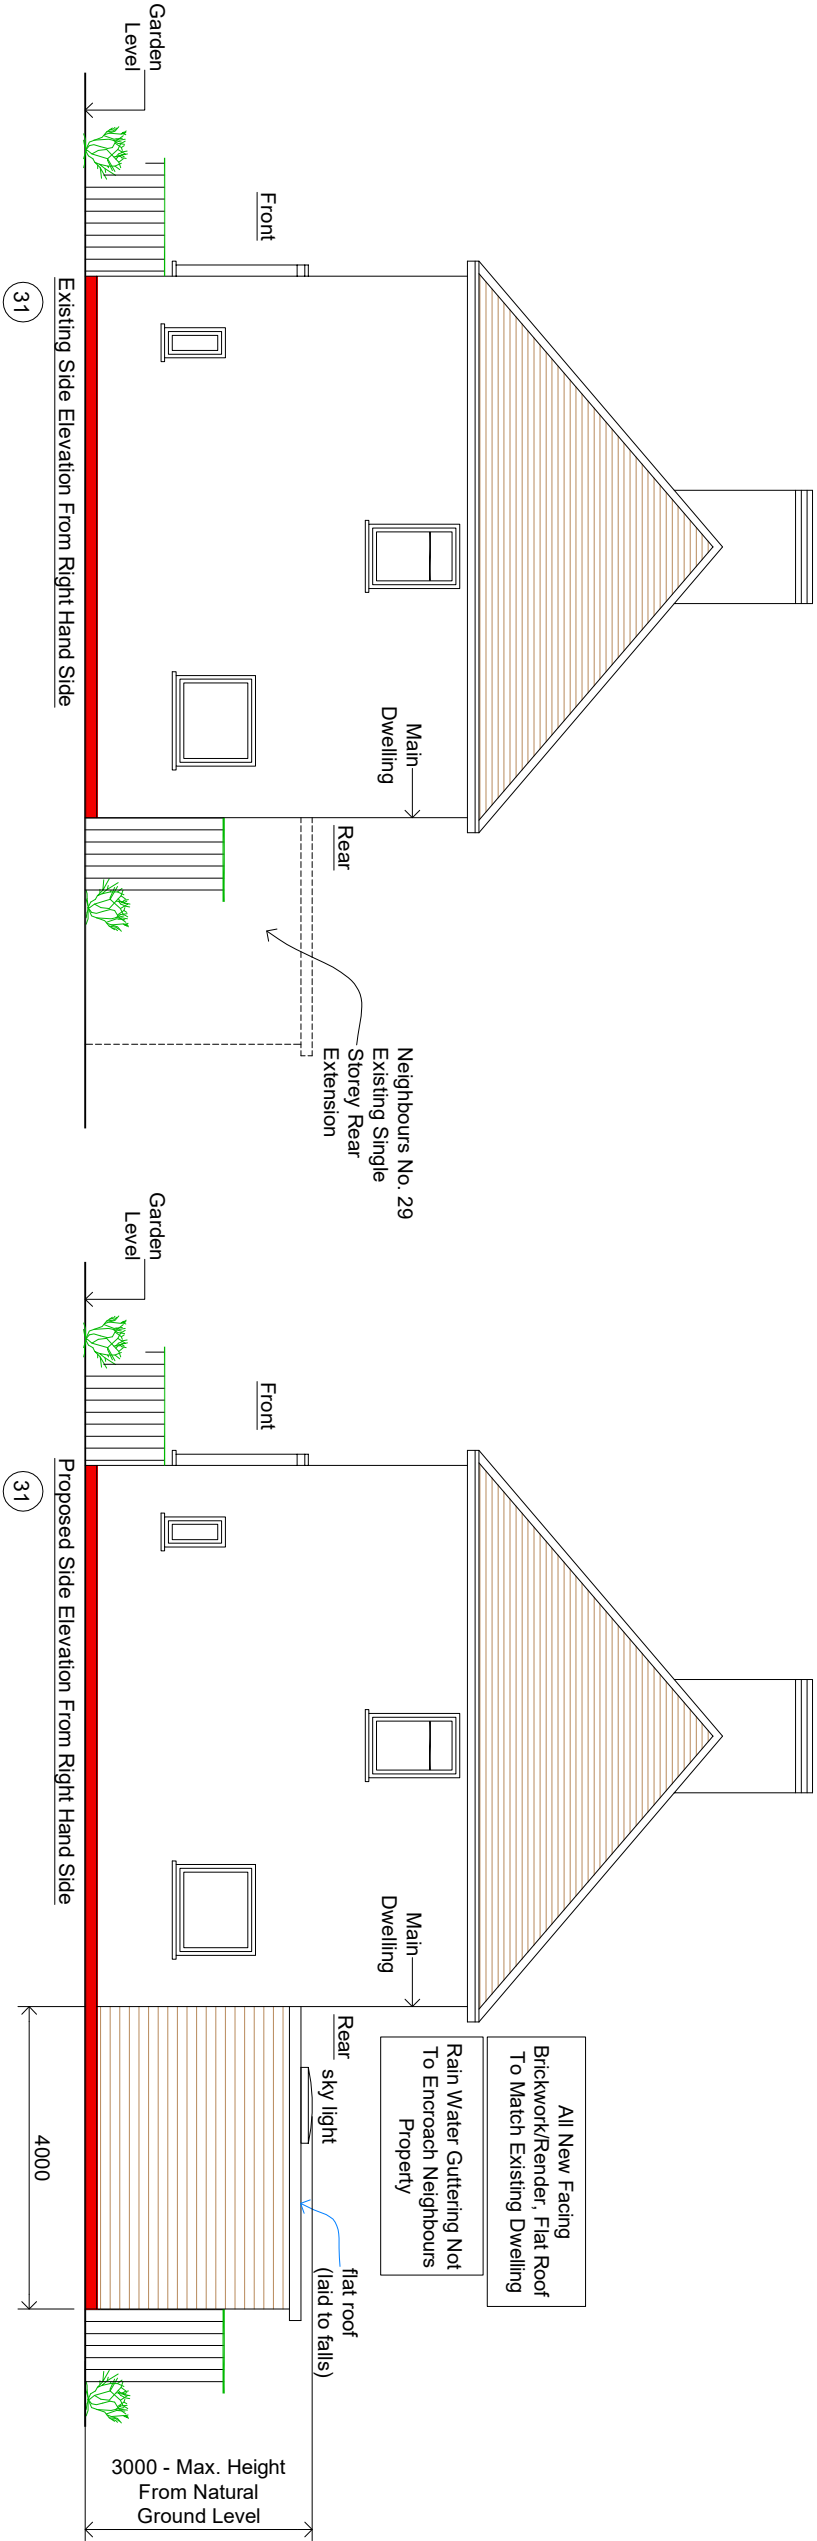 Garden
Level
Front
Existing Side Elevation From Right Hand Side
31
Main
Dwelling
Rear
Neighbours No. 29
Existing Single
Storey Rear
Extension
Garden
Level
Front
Proposed Side Elevation From Right Hand Side
31
Main
Dwelling
All New Facing
Brickwork/Render, Flat Roof
To Match Existing Dwelling
Rain Water Guttering Not
To Encroach Neighbours
Property
Rear
sky light
flat roof
(laid to falls)
4000
3000 - Max. Height
From Natural
Ground Level